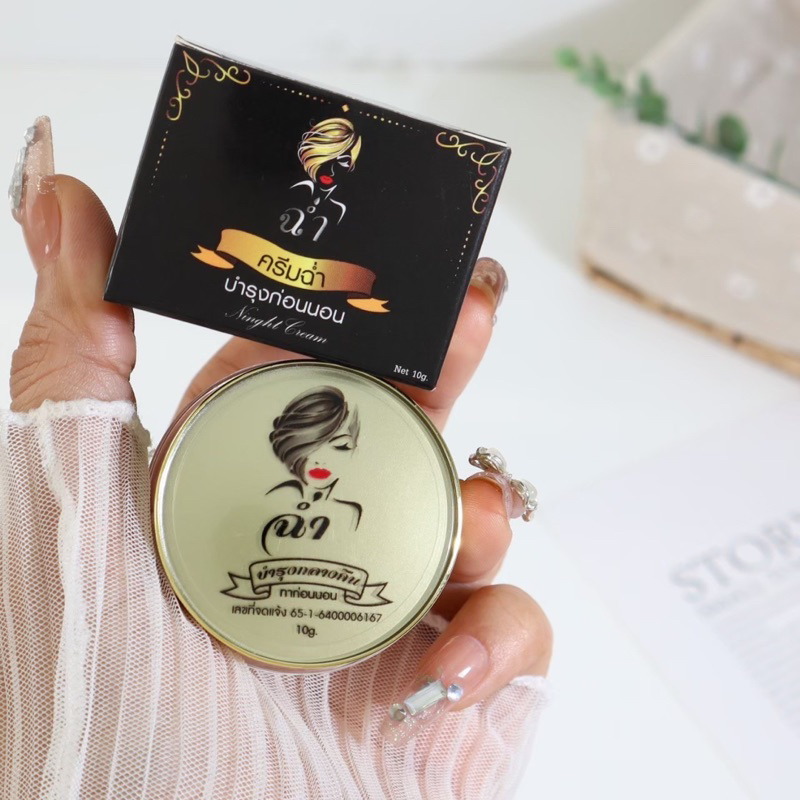 ฉ่ำ
ครีมฉ่ำ
บำรุงก่อนนอน
Ninght Cream
Net 10g.
ฉ่ำ
บำรุงกลางคืน
ทาก่อนนอน
เลขที่จดแจ้ง 65-1-6400006167
10g.
STOR